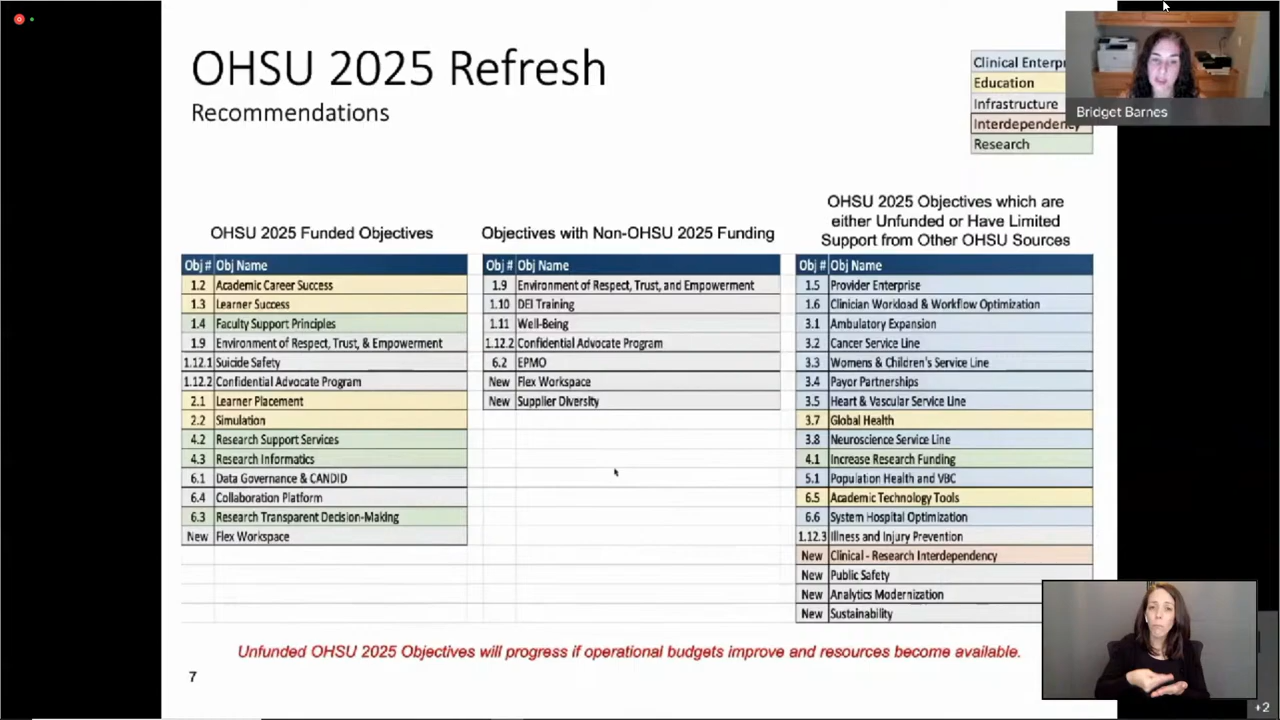 OHSU 2025 Refresh
Recommendations
Clinical Enterp
Education
Infrastructure
Interdependency
Research
Bridget Barnes
OHSU 2025 Funded Objectives
Obj # Obj Name
1.2 Academic Career Success
1.3 Learner Success
1.4 Faculty Support Principles
1.9 Environment of Respect, Trust, & Empowerment
1.12.1 Suicide Safety
1.12.2 Confidential Advocate Program
2.1 Learner Placement
2.2 Simulation
4.2 Research Support Services
4.3 Research Informatics
6.1 Data Governance & CANDID
6.4 Collaboration Platform
6.3 Research Transparent Decision-Making
New Flex Workspace
Objectives with Non-OHSU 2025 Funding
Obj # Obj Name
1.9 Environment of Respect, Trust, and Empowerment
1.10 DEI Training
1.11 Well-Being
1.12.2 Confidential Advocate Program
6.2 EPMO
New Flex Workspace
New Supplier Diversity
OHSU 2025 Objectives which are
either Unfunded or Have Limited
Support from Other OHSU Sources
Obj # Obj Name
1.5 Provider Enterprise
1.6 Clinician Workload & Workflow Optimization
3.1 Ambulatory Expansion
3.2 Cancer Service Line
3.3 Womens & Children's Service Line
3.4 Payor Partnerships
3.5 Heart & Vascular Service Line
3.7 Global Health
3.8 Neuroscience Service Line
4.1 Increase Research Funding
5.1 Population Health and VBC
6.5 Academic Technology Tools
6.6 System Hospital Optimization
1.12.3 Illness and Injury Prevention
New Clinical - Research Interdependency
New Public Safety
New Analytics Modernization
New Sustainability
Unfunded OHSU 2025 Objectives will progress if operational budgets improve and resources become available.
7
+2